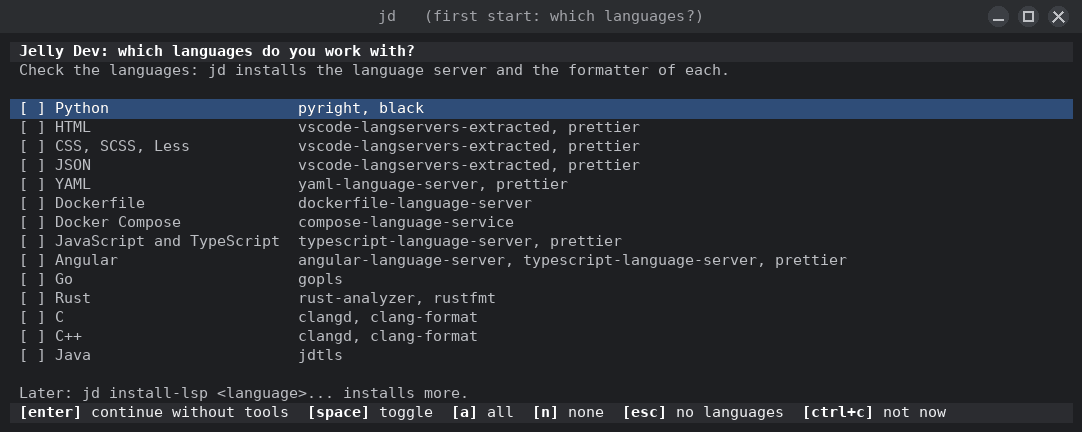 jd   (first start: which languages?)
Jelly Dev: which languages do you work with?
Check the languages: jd installs the language server and the formatter of each.
[ ] Python                     pyright, black
[ ] HTML                       vscode-langservers-extracted, prettier
[ ] CSS, SCSS, Less            vscode-langservers-extracted, prettier
[ ] JSON                       vscode-langservers-extracted, prettier
[ ] YAML                       yaml-language-server, prettier
[ ] Dockerfile                 dockerfile-language-server
[ ] Docker Compose             compose-language-service
[ ] JavaScript and TypeScript  typescript-language-server, prettier
[ ] Angular                    angular-language-server, typescript-language-server, prettier
[ ] Go                         gopls
[ ] Rust                       rust-analyzer, rustfmt
[ ] C                          clangd, clang-format
[ ] C++                        clangd, clang-format
[ ] Java                       jdtls
Later: jd install-lsp <language>... installs more.
[enter] continue without tools  [space] toggle  [a] all  [n] none  [esc] no languages  [ctrl+c] not now